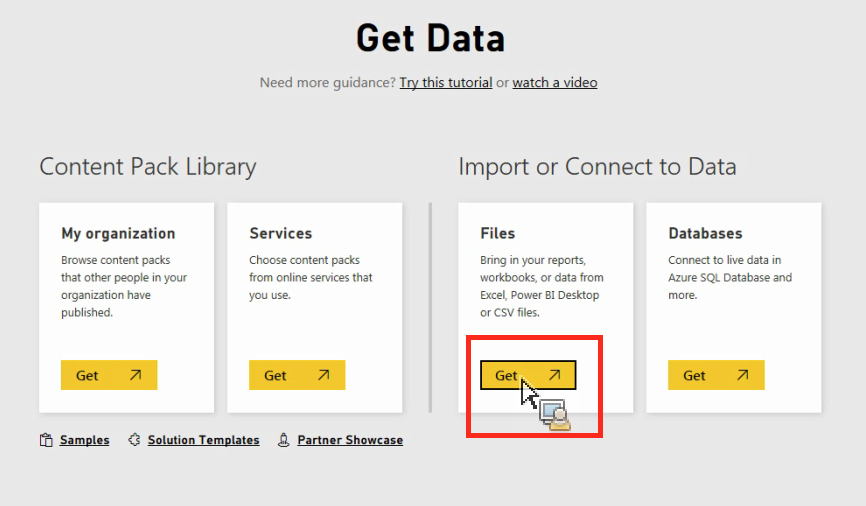 Get Data
Need more guidance? Try this tutorial or watch a video
Content Pack Library
My organization
Browse content packs
that other people in your
organization have
published.
Get
Services
Choose content packs
from online services that
you use.
Get
Samples
Solution Templates
Partner Showcase
Import or Connect to Data
Files
Bring in your reports,
workbooks, or data from
Excel, Power BI Desktop
or CSV files.
Get
Databases
Connect to live data in
Azure SQL Database and
more.
Get